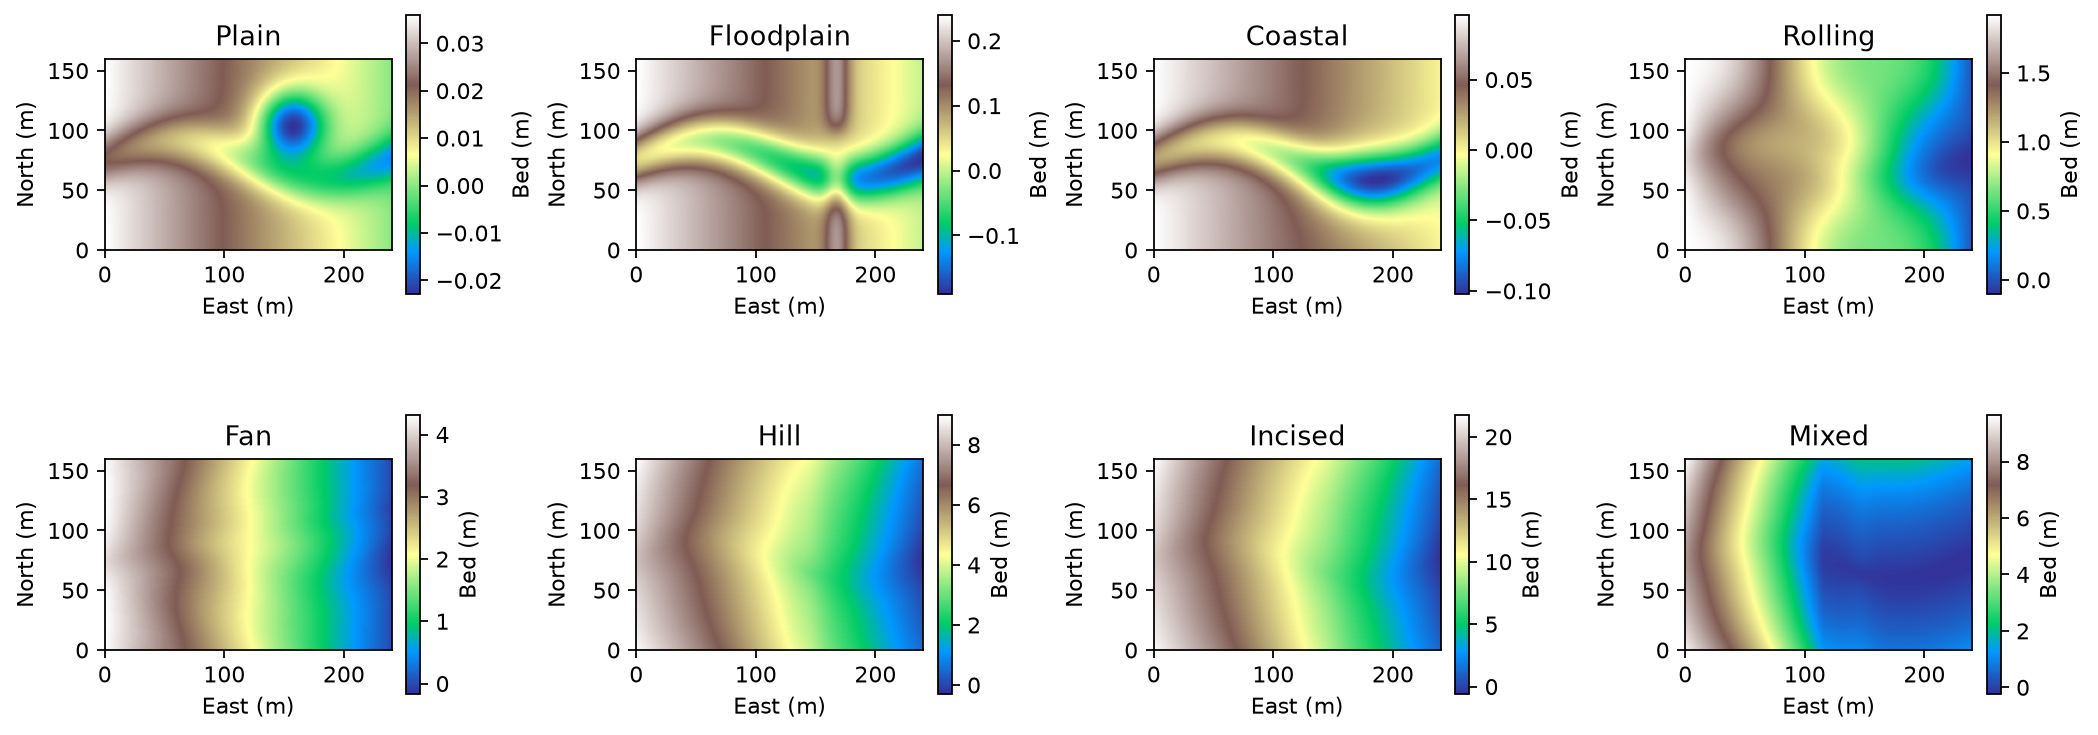 Plain
North (m)
150
100
50
0
0 100 200
East (m)
0.03
0.02
0.01
0.00
−0.01
−0.02
Bed (m)
Floodplain
North (m)
150
100
50
0
0 100 200
East (m)
0.2
0.1
0.0
−0.1
Bed (m)
Coastal
North (m)
150
100
50
0
0 100 200
East (m)
0.05
0.00
−0.05
−0.10
Bed (m)
Rolling
North (m)
150
100
50
0
0 100 200
East (m)
1.5
1.0
0.5
0.0
Bed (m)
Fan
North (m)
150
100
50
0
0 100 200
East (m)
4
3
2
1
0
Bed (m)
Hill
North (m)
150
100
50
0
0 100 200
East (m)
8
6
4
2
0
Bed (m)
Incised
North (m)
150
100
50
0
0 100 200
East (m)
20
15
10
5
0
Bed (m)
Mixed
North (m)
150
100
50
0
0 100 200
East (m)
8
6
4
2
0
Bed (m)